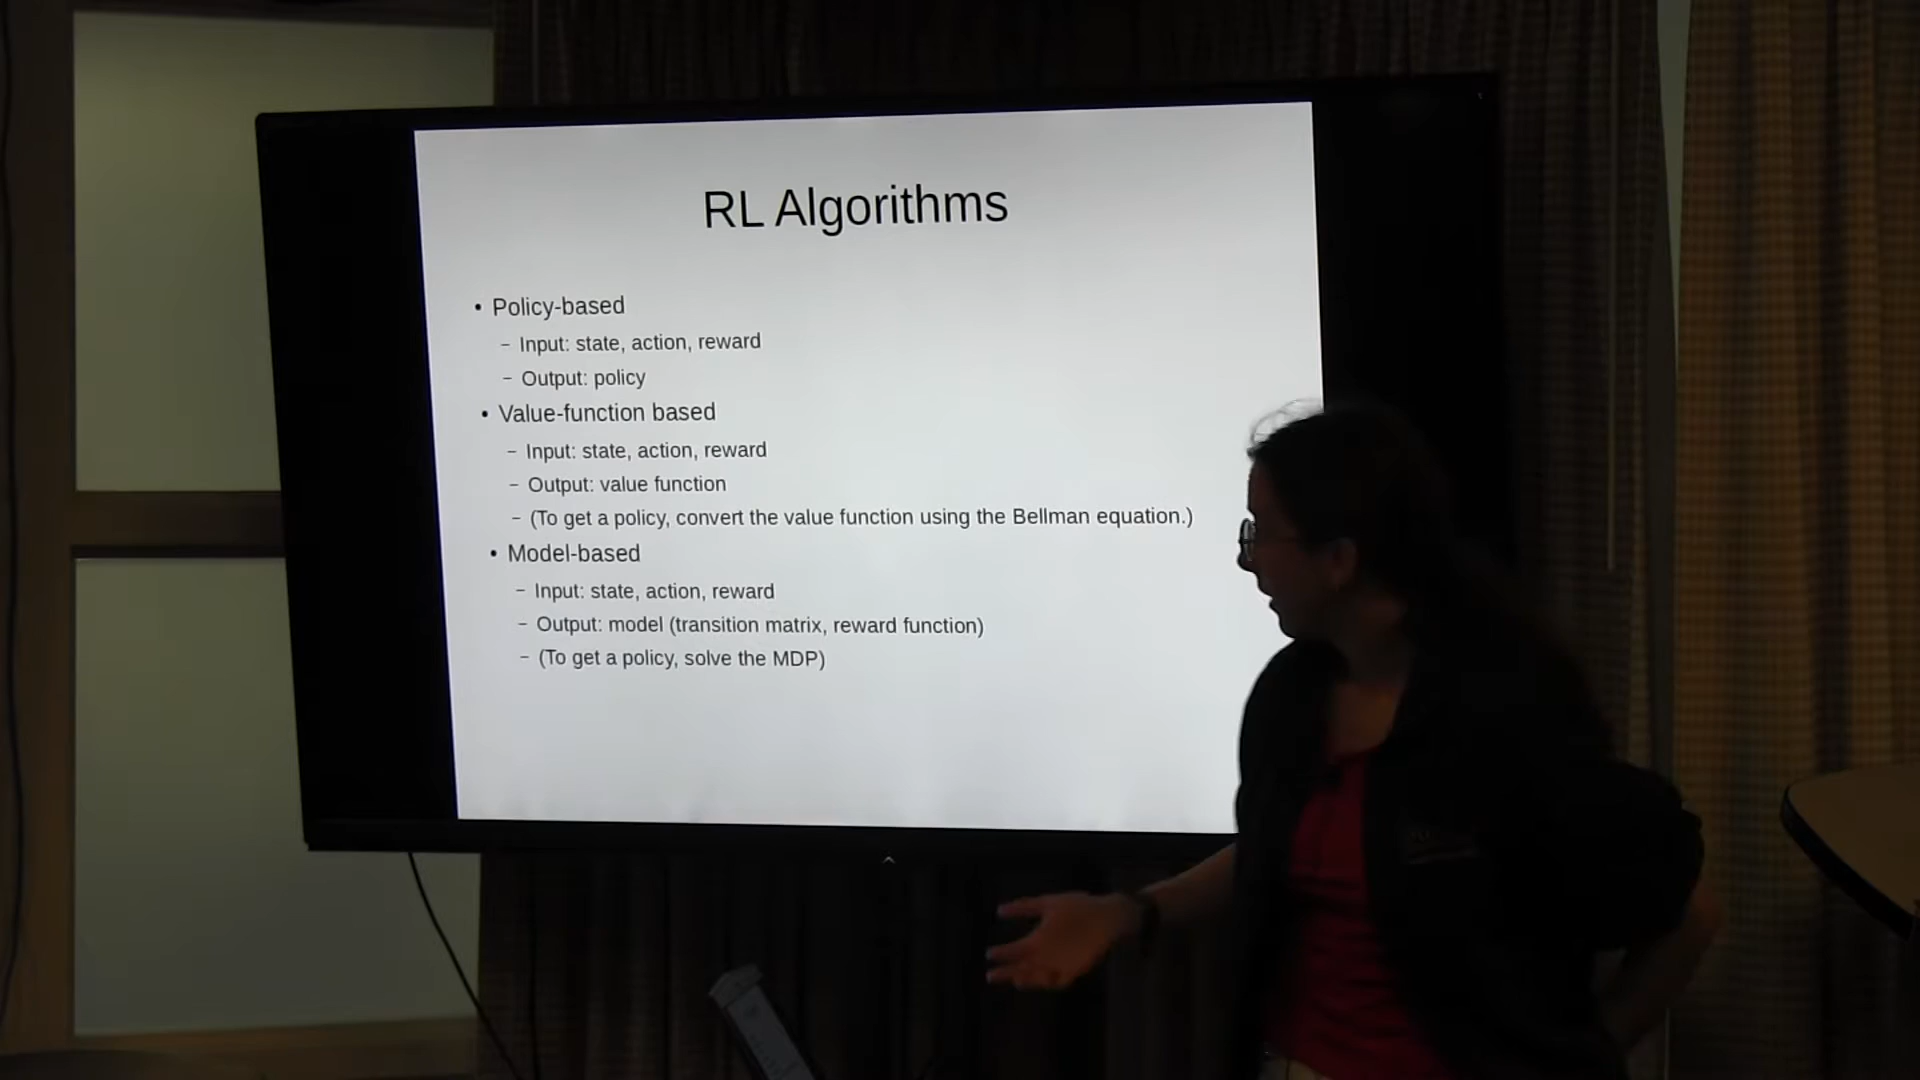 RL Algorithms
• Policy-based
– Input: state, action, reward
– Output: policy
• Value-function based
– Input: state, action, reward
– Output: value function
– (To get a policy, convert the value function using the Bellman equation.)
• Model-based
– Input: state, action, reward
– Output: model (transition matrix, reward function)
– (To get a policy, solve the MDP)